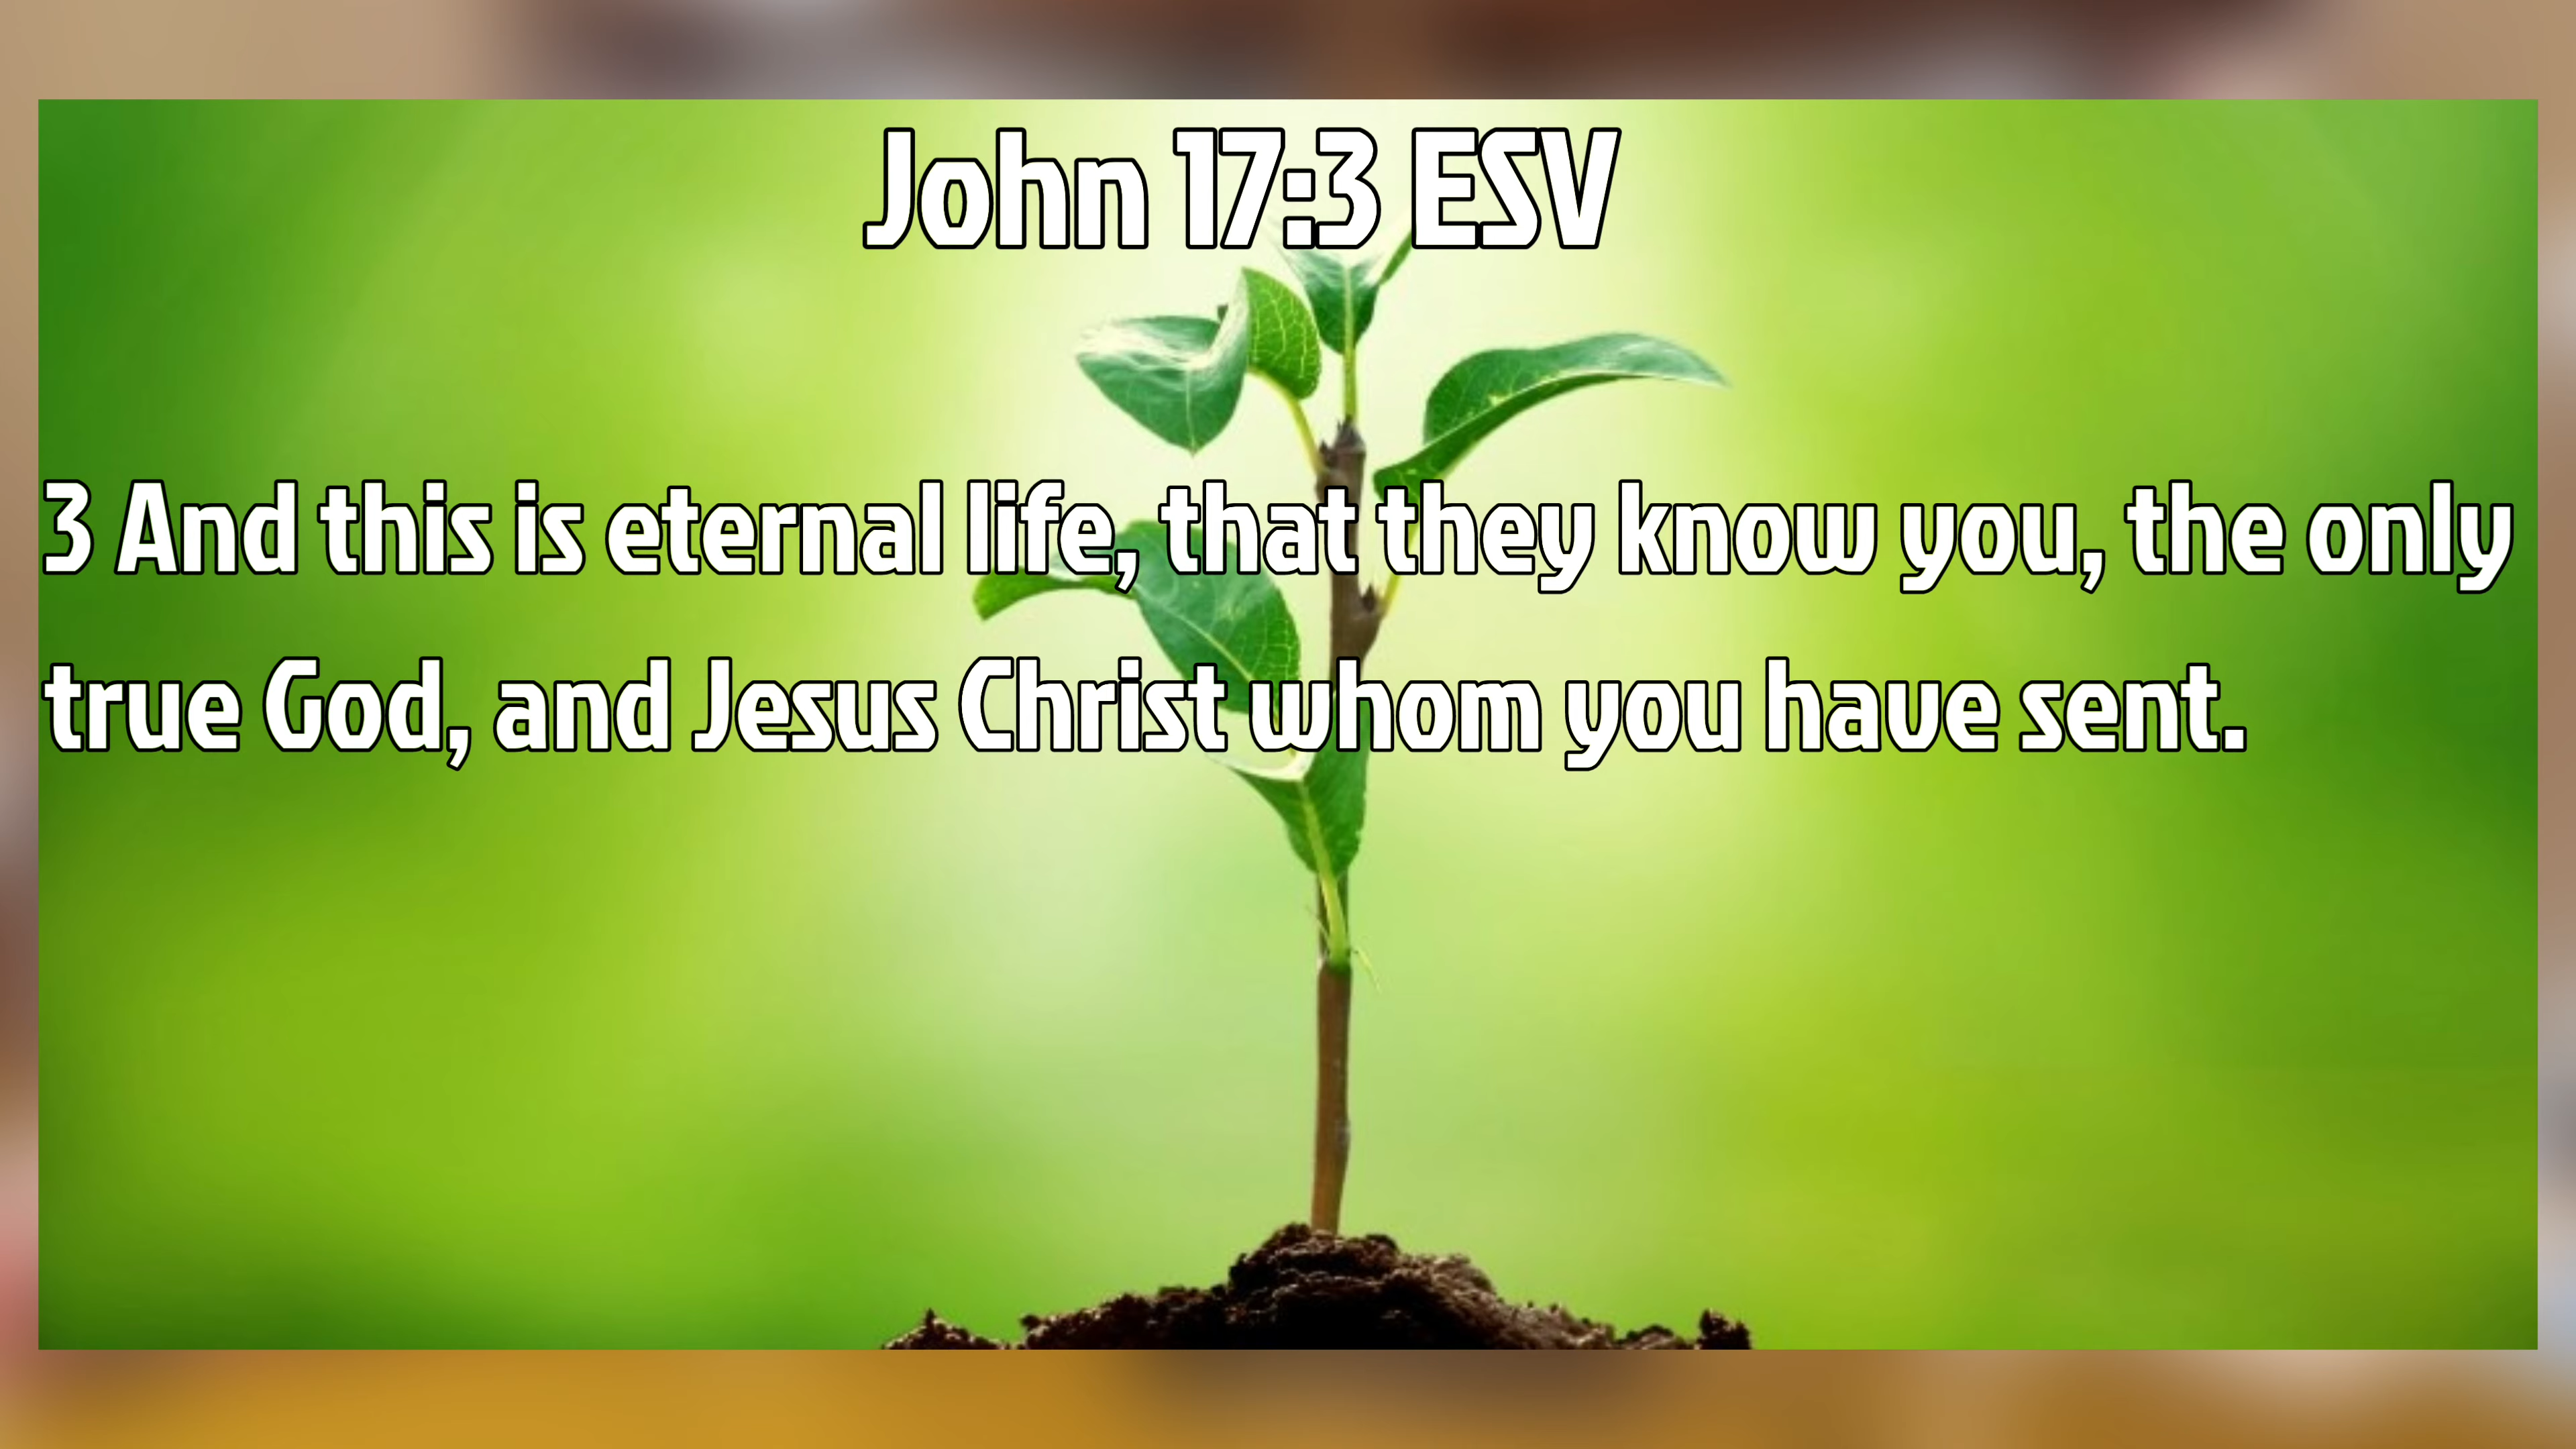 John 17:3 ESV
3 And this is eternal life, that they know you, the only
true God, and Jesus Christ whom you have sent.